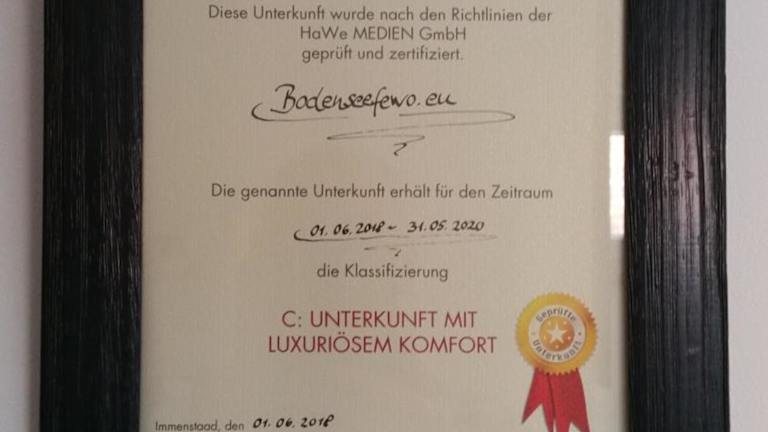 Diese Unterkunft wurde nach den Richtlinien der
HaWe MEDIEN GmbH
geprüft und zertifiziert.
Bodenseefewo.eu
Die genannte Unterkunft erhält für den Zeitraum
01.06.2018 - 31.05.2020
die Klassifizierung
C: UNTERKUNFT MIT
LUXURIÖSEM KOMFORT
Geprüfte
Unterkunft
Immenstaad, den 01.06.2018